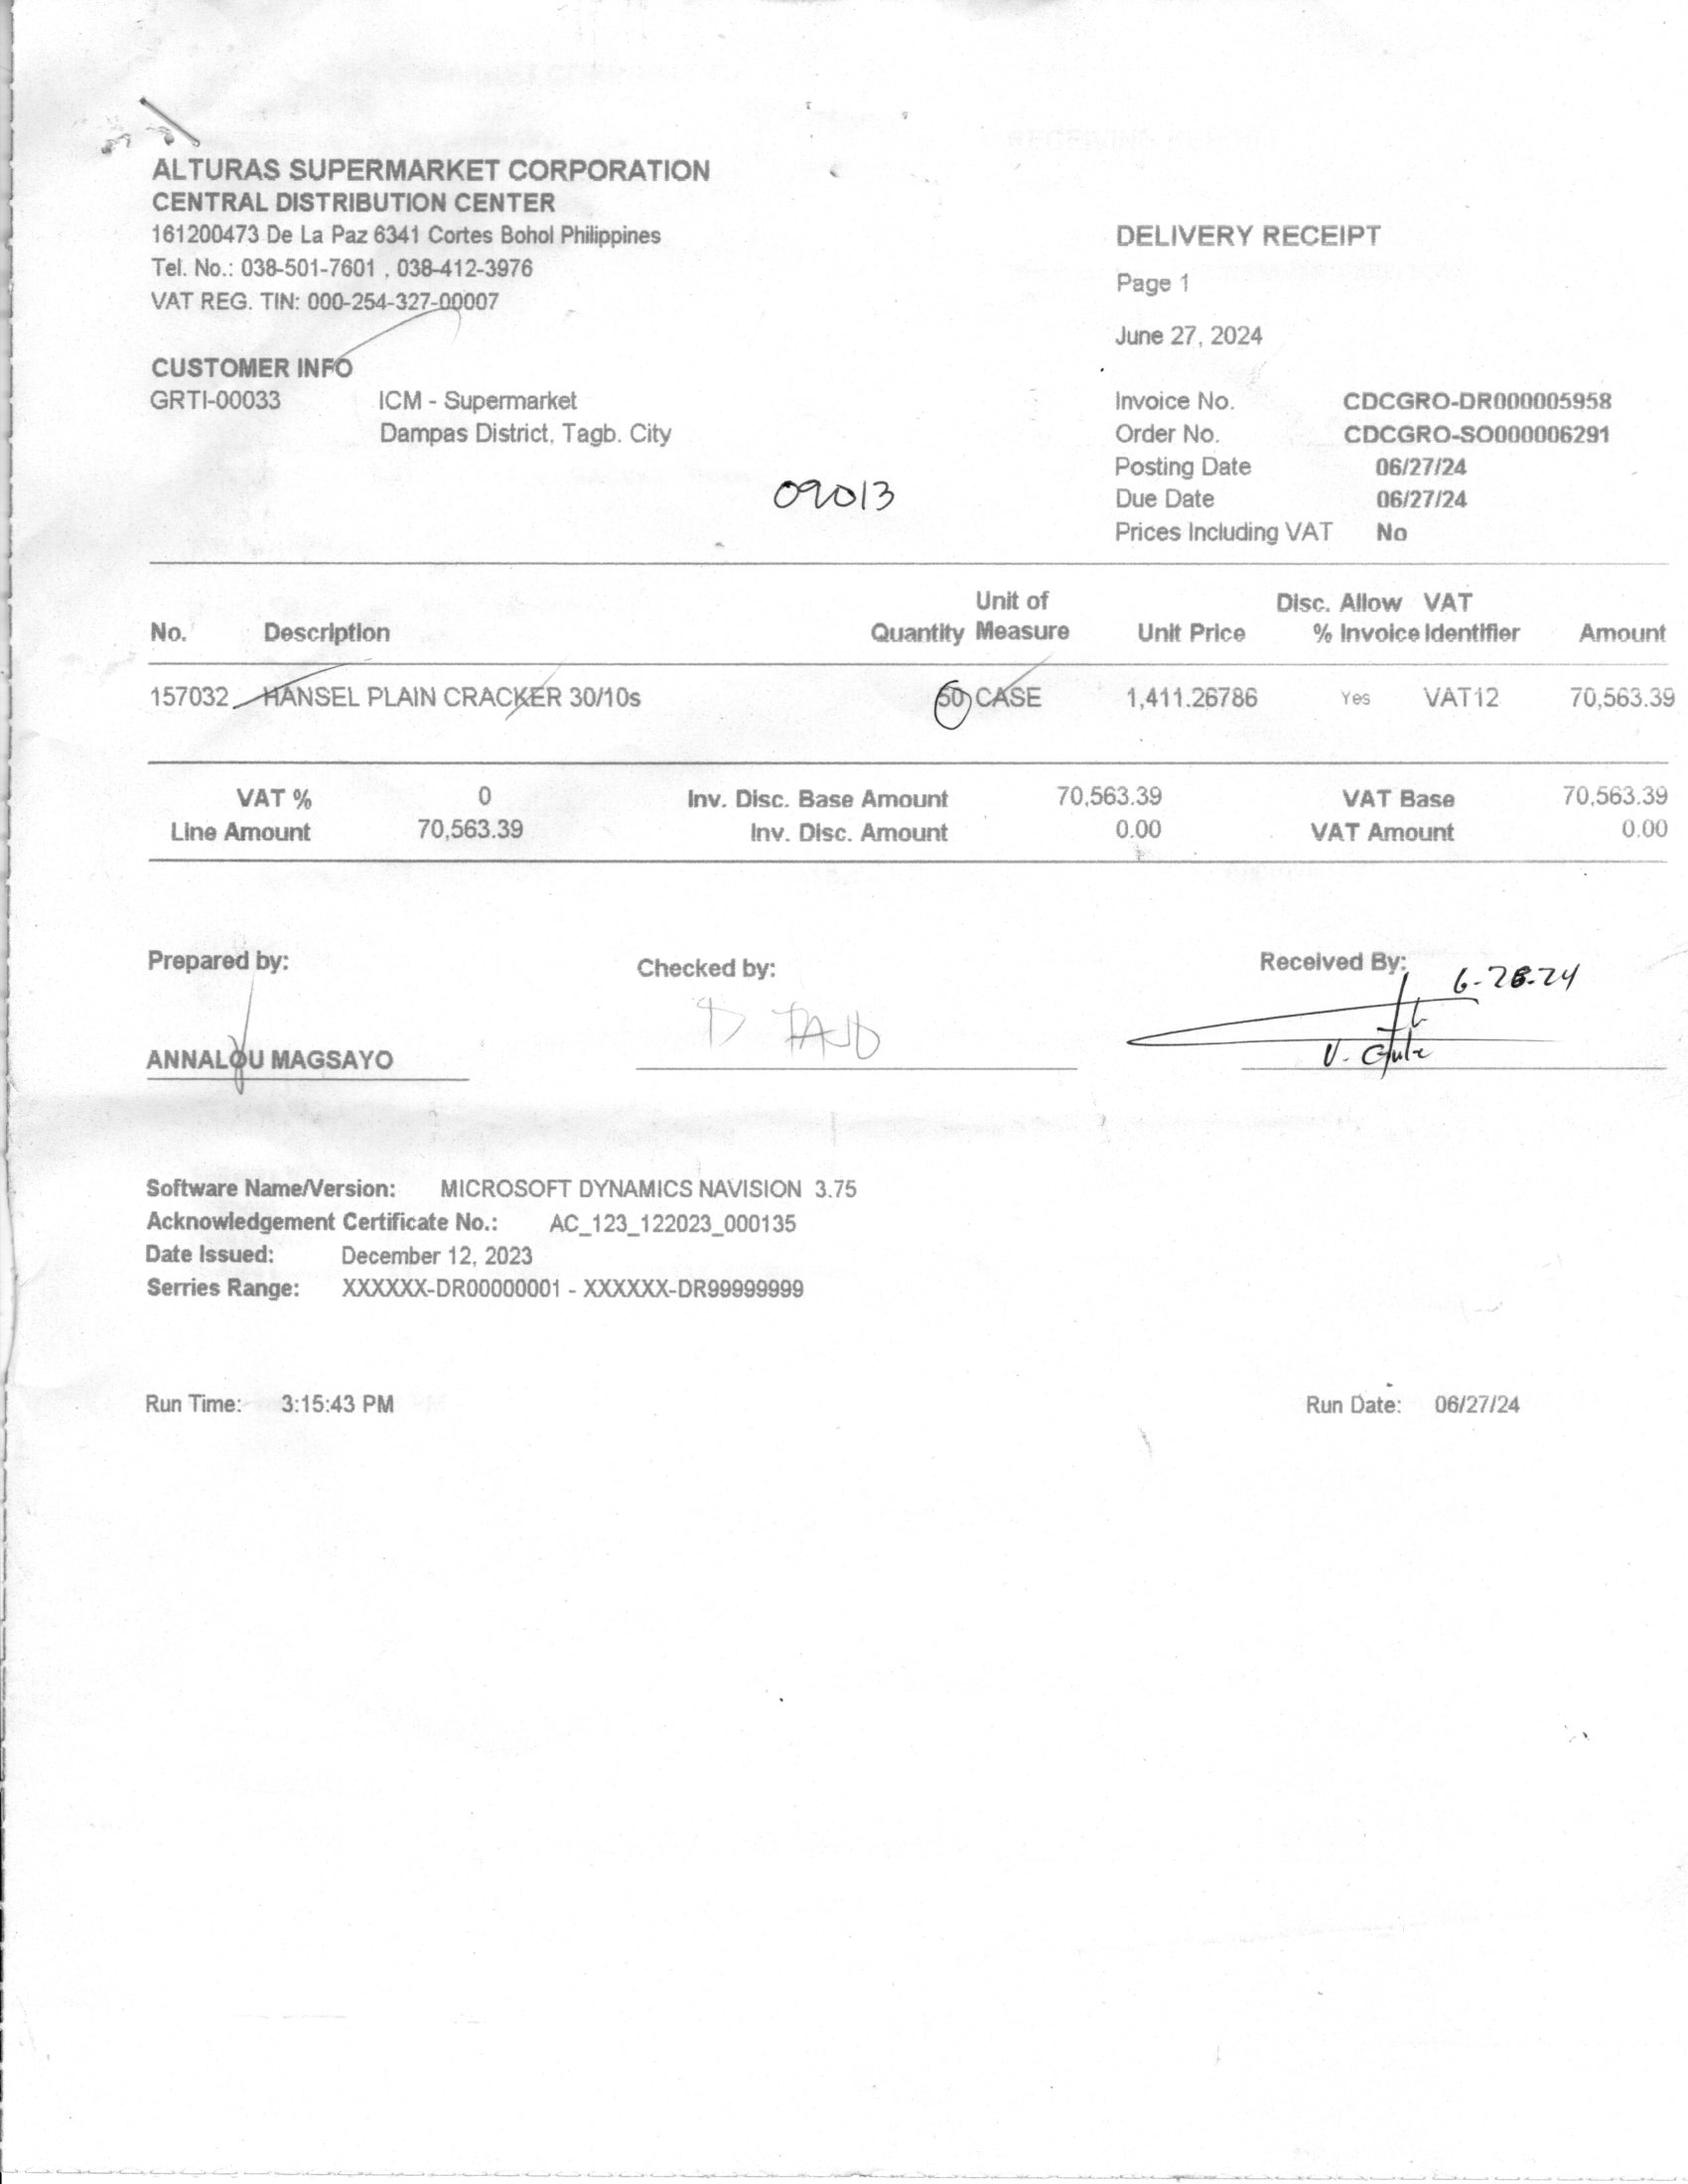 ALTURAS SUPERMARKET CORPORATION
CENTRAL DISTRIBUTION CENTER
161200473 De La Paz 6341 Cortes Bohol Philippines
Tel. No.: 038-501-7601 , 038-412-3976
VAT REG. TIN: 000-254-327-00007
DELIVERY RECEIPT
Page 1
June 27, 2024
CUSTOMER INFO
GRTI-00033 ICM - Supermarket
Dampas District, Tagb. City
09013
Invoice No. CDCGRO-DR000005958
Order No. CDCGRO-SO000006291
Posting Date 06/27/24
Due Date 06/27/24
Prices Including VAT No
No. Description Quantity Unit of Measure Unit Price Disc. % Allow Invoice VAT Identifier Amount
157032 HANSEL PLAIN CRACKER 30/10s 50 CASE 1,411.26786 Yes VAT12 70,563.39
VAT % 0 Inv. Disc. Base Amount 70,563.39 VAT Base 70,563.39
Line Amount 70,563.39 Inv. Disc. Amount 0.00 VAT Amount 0.00
Prepared by: Checked by: Received By:
6-28-24
ANNALOU MAGSAYO
Software Name/Version: MICROSOFT DYNAMICS NAVISION 3.75
Acknowledgement Certificate No.: AC_123_122023_000135
Date Issued: December 12, 2023
Serries Range: XXXXXX-DR00000001 - XXXXXX-DR99999999
Run Time: 3:15:43 PM Run Date: 06/27/24